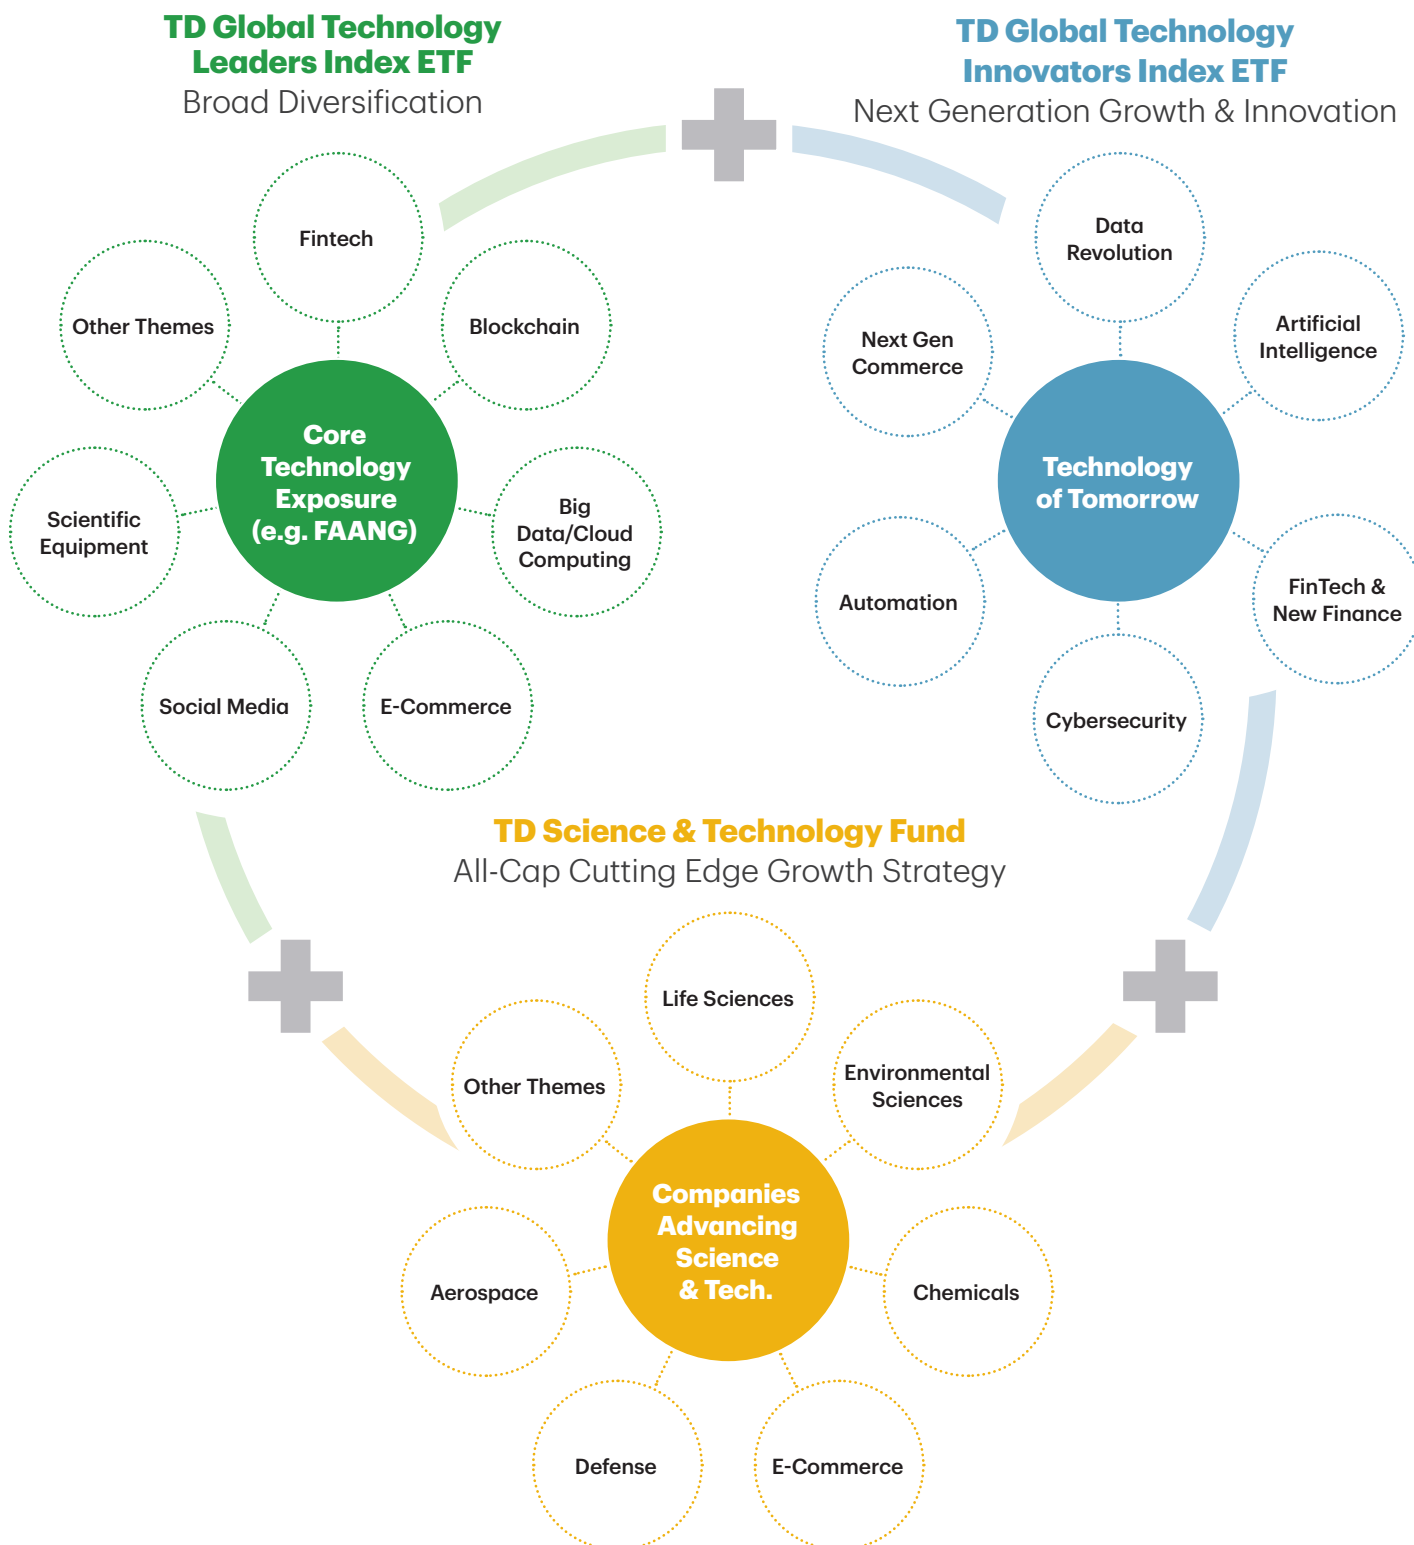 TD Global Technology
Leaders Index ETF
Broad Diversification
Fintech
Blockchain
Other Themes
Core
Technology
Exposure
(e.g. FAANG)
Scientific
Equipment
Big
Data/Cloud
Computing
Social Media
E-Commerce
TD Global Technology
Innovators Index ETF
Next Generation Growth & Innovation
Data
Revolution
Artificial
Intelligence
Next Gen
Commerce
Technology
of Tomorrow
Automation
FinTech &
New Finance
Cybersecurity
TD Science & Technology Fund
All-Cap Cutting Edge Growth Strategy
Life Sciences
Environmental
Sciences
Other Themes
Companies
Advancing
Science
& Tech.
Aerospace
Chemicals
Defense
E-Commerce